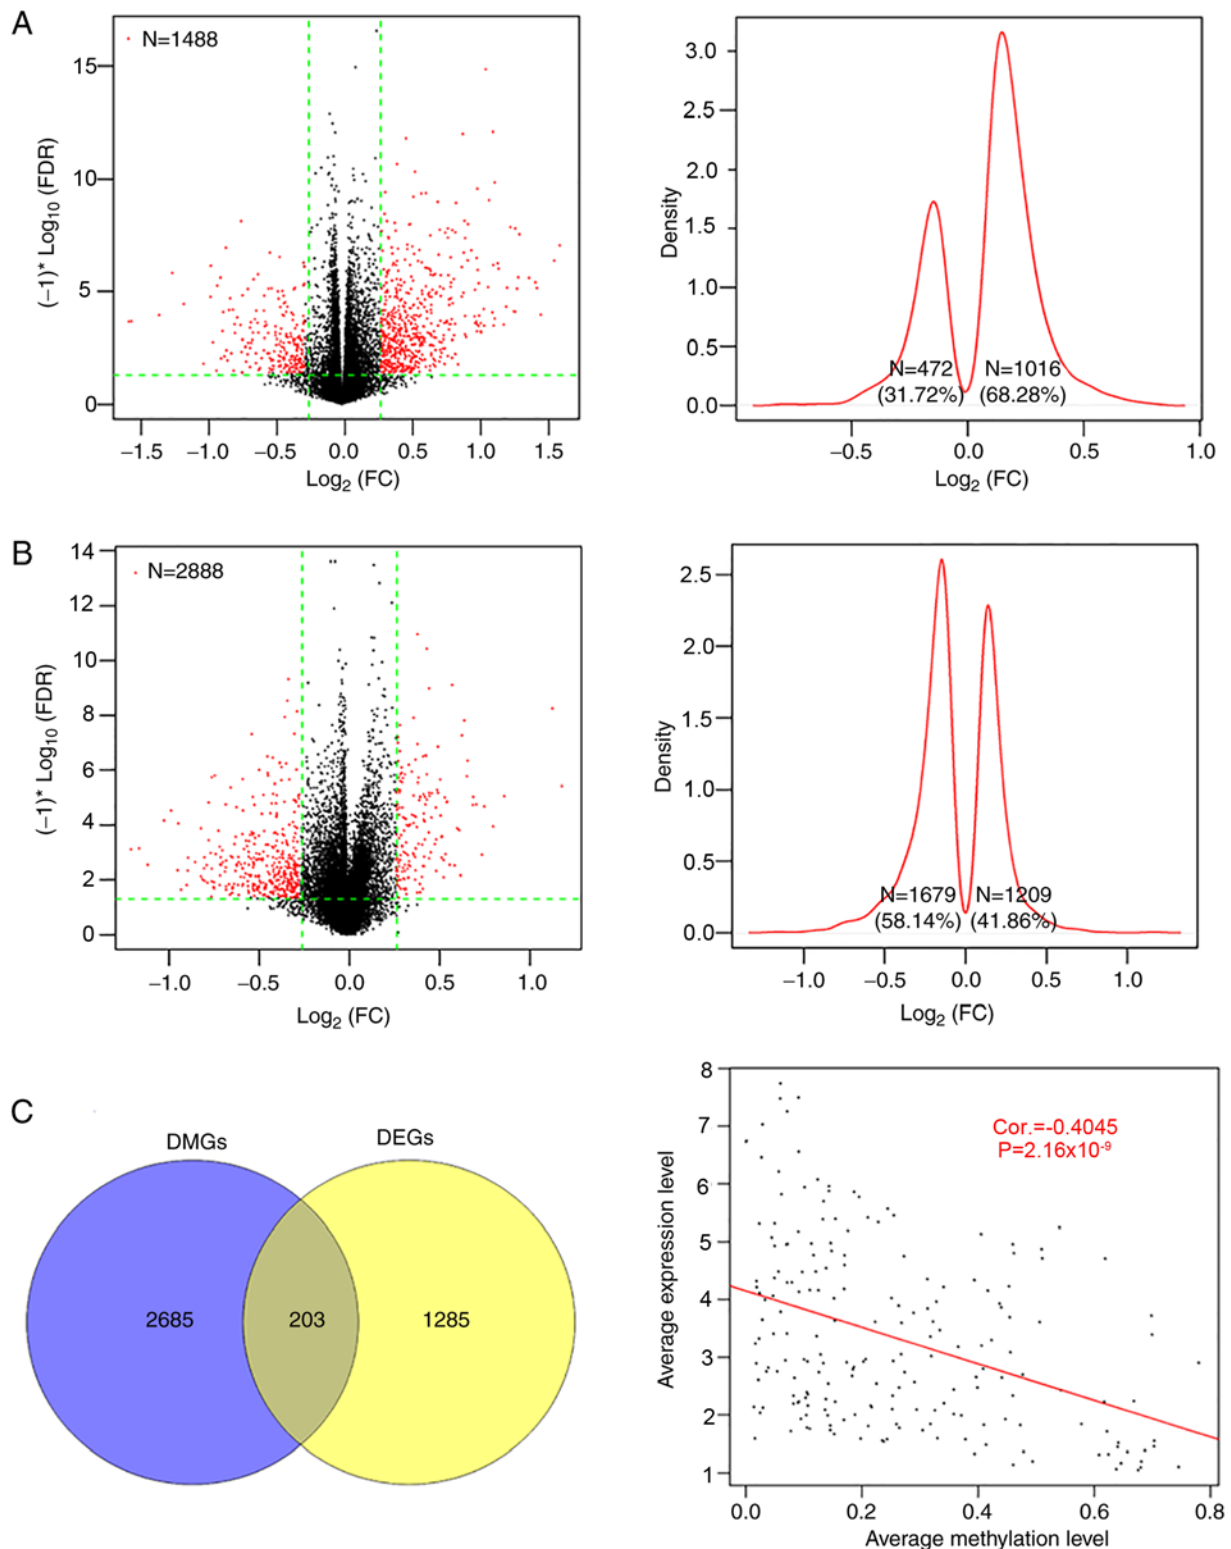 A
N=1488
15
10
5
0
(−1)* Log10 (FDR)
−1.5 −1.0 −0.5 0.0 0.5 1.0 1.5
Log2 (FC)
3.0
2.5
2.0
1.5
1.0
0.5
0.0
Density
N=472 N=1016
(31.72%) (68.28%)
−0.5 0.0 0.5 1.0
Log2 (FC)
B
N=2888
14
12
10
8
6
4
2
0
(−1)* Log10 (FDR)
−1.0 −0.5 0.0 0.5 1.0
Log2 (FC)
2.5
2.0
1.5
1.0
0.5
0.0
Density
N=1679 N=1209
(58.14%) (41.86%)
−1.0 −0.5 0.0 0.5 1.0
Log2 (FC)
C
DMGs DEGs
2685 203 1285
8
7
6
5
4
3
2
1
Average expression level
Cor.=-0.4045
P=2.16x10-9
0.0 0.2 0.4 0.6 0.8
Average methylation level